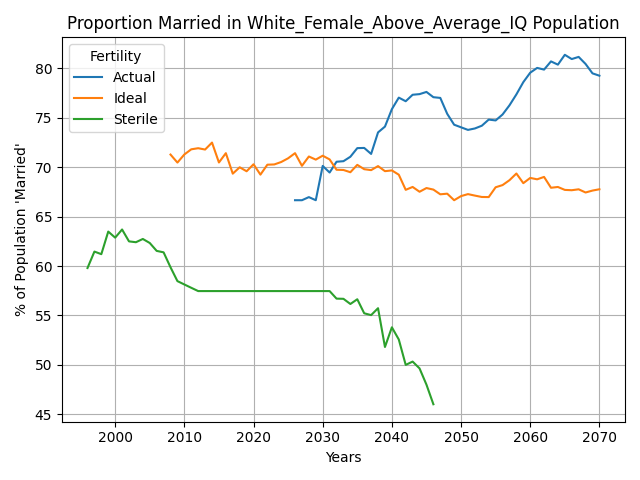 Proportion Married in White_Female_Above_Average_IQ Population
Fertility
Actual
Ideal
Sterile
% of Population 'Married'
80
75
70
65
60
55
50
45
2000 2010 2020 2030 2040 2050 2060 2070
Years